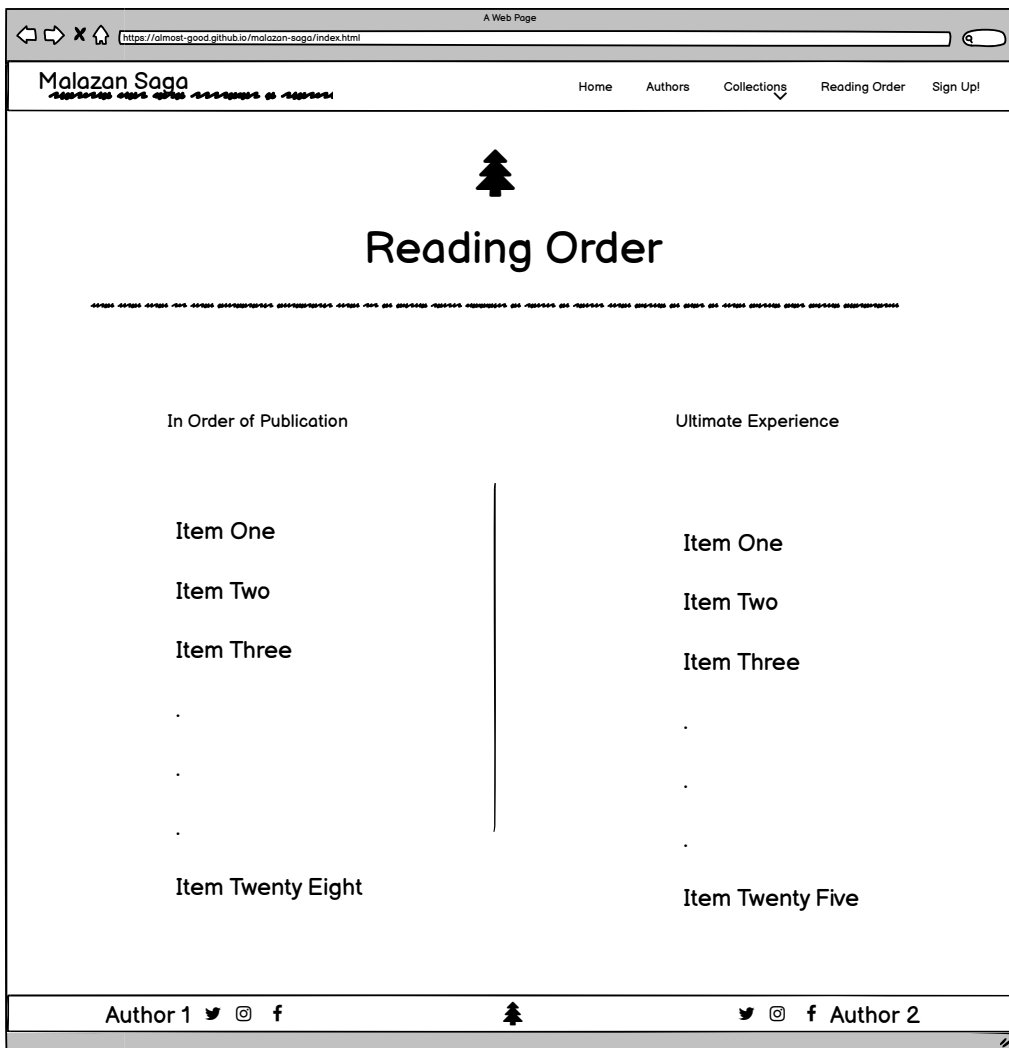 A Web Page
https://almost-good.github.io/malazan-saga/index.html
Malazan Saga
Home Authors Collections Reading Order Sign Up!
Reading Order
In Order of Publication
Item One
Item Two
Item Three
.
.
.
Item Twenty Eight
Ultimate Experience
Item One
Item Two
Item Three
.
.
.
Item Twenty Five
Author 1
Author 2